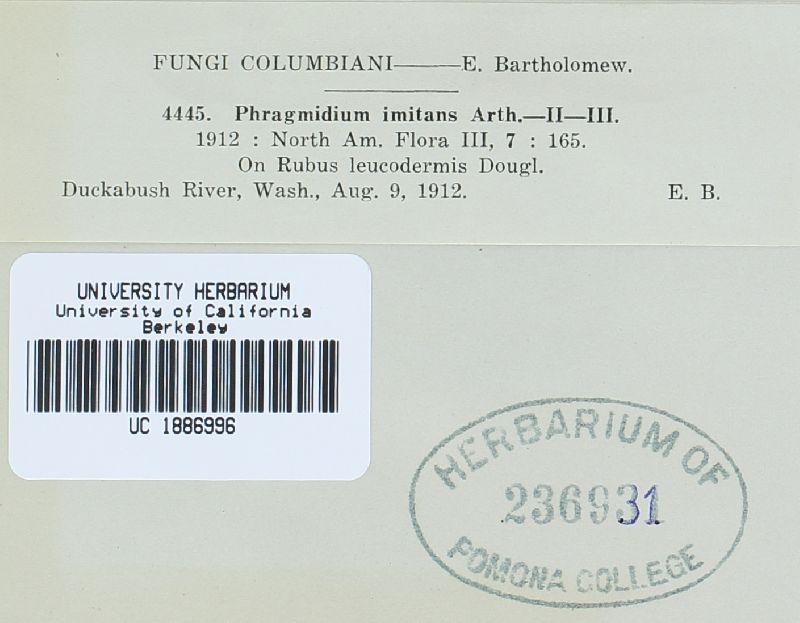 FUNGI COLUMBIANI———E. Bartholomew.
4445. Phragmidium imitans Arth.—II—III.
1912 : North Am. Flora III, 7 : 165.
On Rubus leucodermis Dougl.
Duckabush River, Wash., Aug. 9, 1912. E. B.
UNIVERSITY HERBARIUM
University of California
Berkeley
UC 1886996
HERBARIUM OF
236931
POMONA COLLEGE